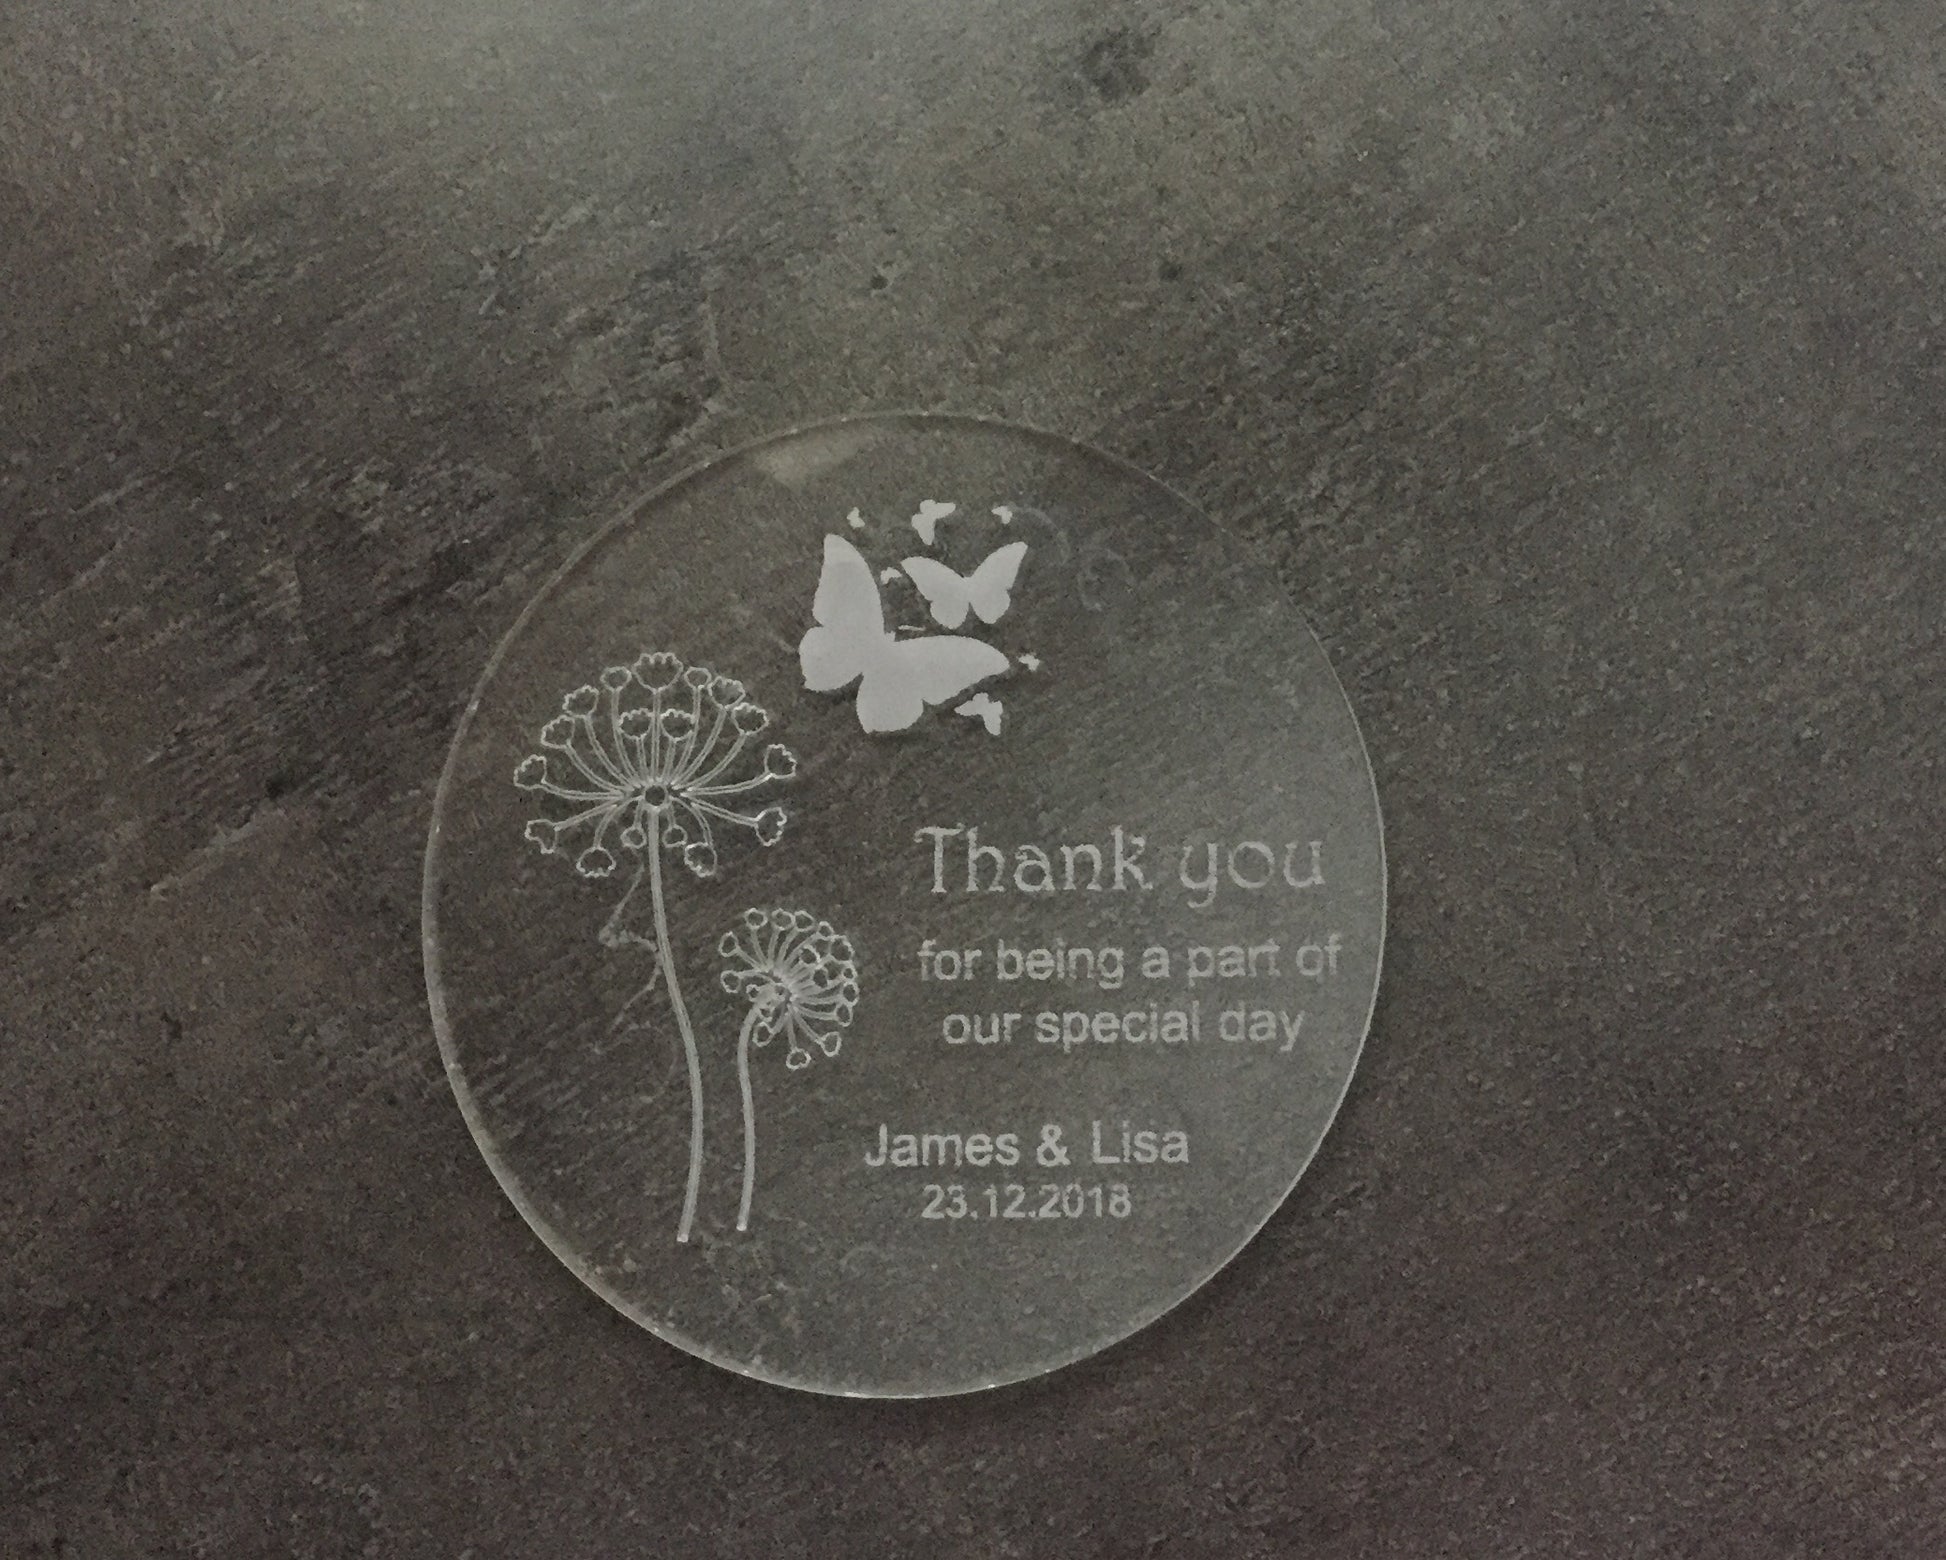 Thank you
for being a part of
our special day
James & Lisa
23.12.2018